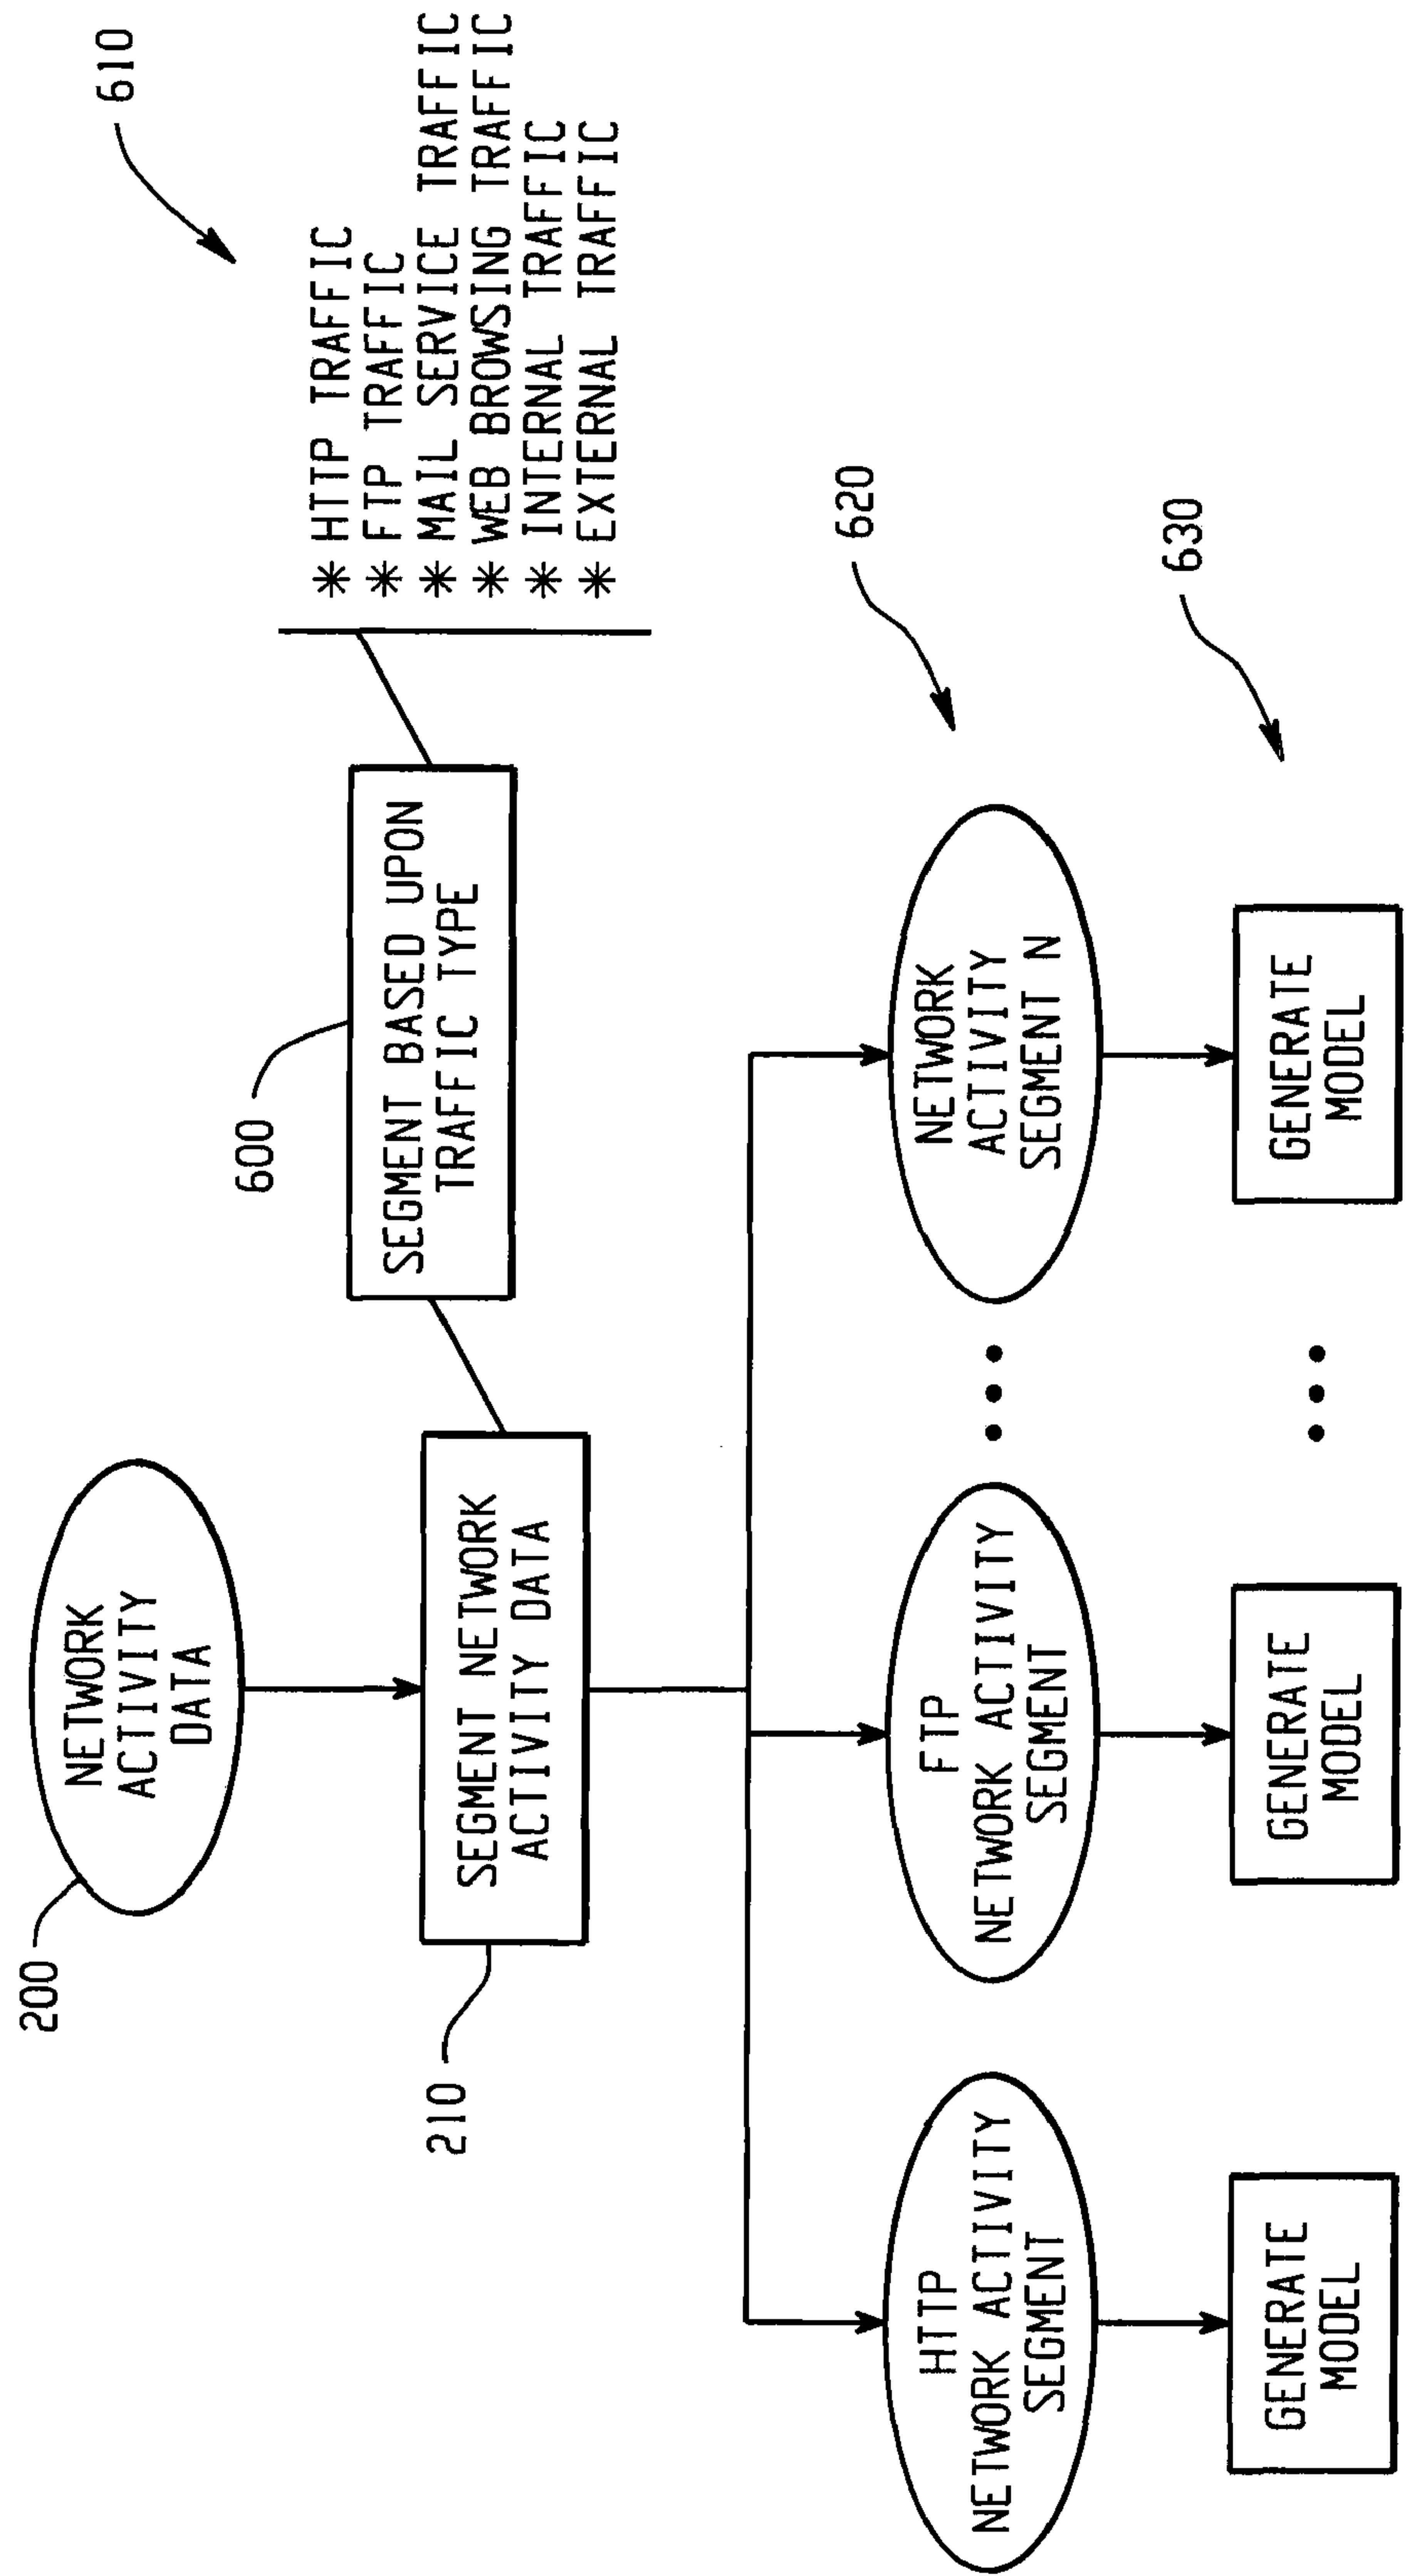 200
NETWORK
ACTIVITY
DATA
610
210
SEGMENT NETWORK
ACTIVITY DATA
600
SEGMENT BASED UPON
TRAFFIC TYPE
* HTTP TRAFFIC
* FTP TRAFFIC
* MAIL SERVICE TRAFFIC
* WEB BROWSING TRAFFIC
* INTERNAL TRAFFIC
* EXTERNAL TRAFFIC
620
HTTP
NETWORK ACTIVITY
SEGMENT
FTP
NETWORK ACTIVITY
SEGMENT
• • •
NETWORK
ACTIVITY
SEGMENT N
630
GENERATE
MODEL
GENERATE
MODEL
• • •
GENERATE
MODEL